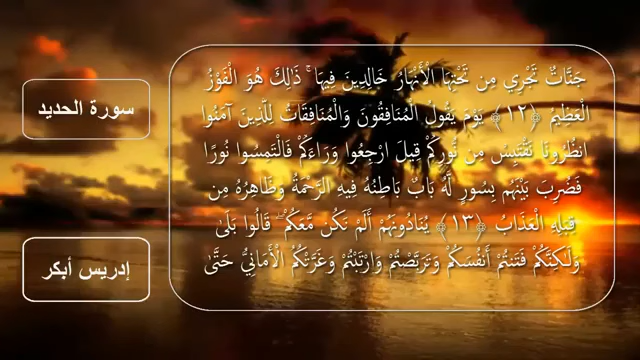 سورة الحديد
جَنَّاتٌ تَجْرِي مِن تَحْتِهَا الْأَنْهَارُ خَالِدِينَ فِيهَا ۚ ذَٰلِكَ هُوَ الْفَوْزُ
الْعَظِيمُ ﴿١٢﴾ يَوْمَ يَقُولُ الْمُنَافِقُونَ وَالْمُنَافِقَاتُ لِلَّذِينَ آمَنُوا
انظُرُونَا نَقْتَبِسْ مِن نُّورِكُمْ قِيلَ ارْجِعُوا وَرَاءَكُمْ فَالْتَمِسُوا نُورًا
فَضُرِبَ بَيْنَهُم بِسُورٍ لَّهُ بَابٌ بَاطِنُهُ فِيهِ الرَّحْمَةُ وَظَاهِرُهُ مِن
قِبَلِهِ الْعَذَابُ ﴿١٣﴾ يُنَادُونَهُمْ أَلَمْ نَكُن مَّعَكُمْ ۖ قَالُوا بَلَىٰ
وَلَٰكِنَّكُمْ فَتَنتُمْ أَنفُسَكُمْ وَتَرَبَّصْتُمْ وَارْتَبْتُمْ وَغَرَّتْكُمُ الْأَمَانِيُّ حَتَّىٰ
إدريس أبكر